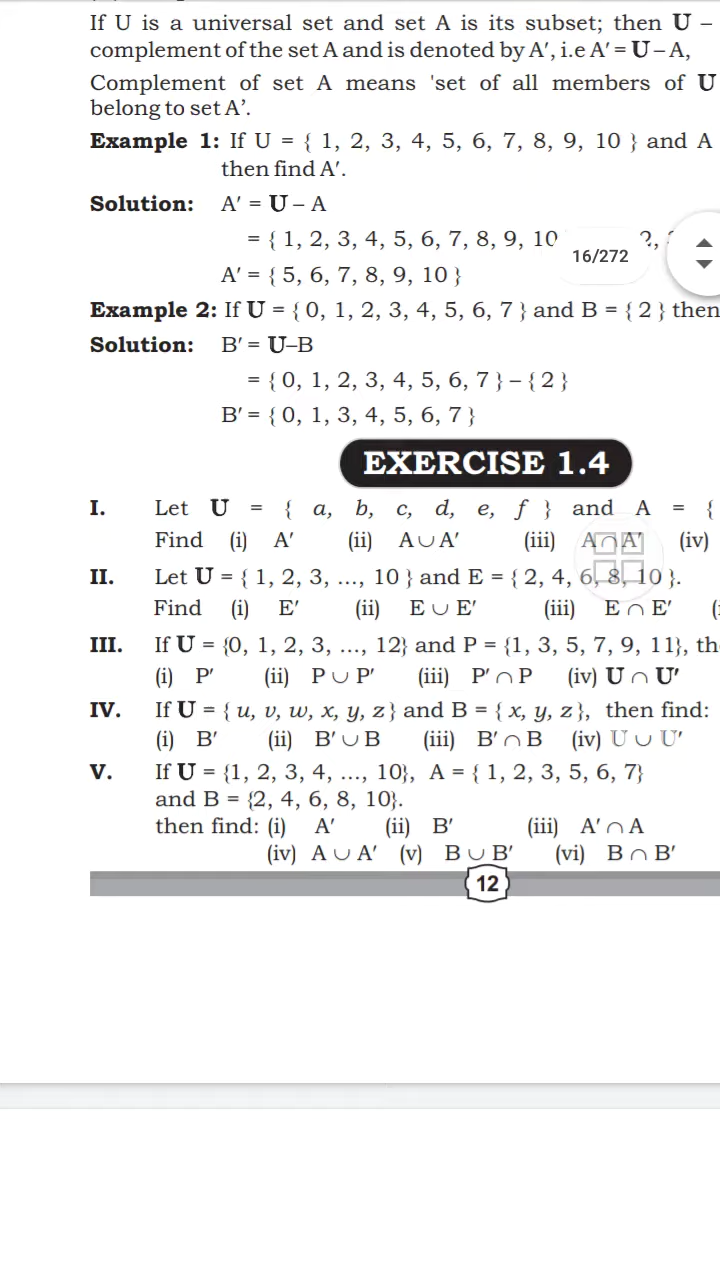 If U is a universal set and set A is its subset; then U –
complement of the set A and is denoted by A′, i.e A′ = U – A,
Complement of set A means 'set of all members of U
belong to set A’.
Example 1: If U = { 1, 2, 3, 4, 5, 6, 7, 8, 9, 10 } and A
then find A′.
Solution: A′ = U – A
= { 1, 2, 3, 4, 5, 6, 7, 8, 9, 10 2,
16/272
A′ = { 5, 6, 7, 8, 9, 10 }
Example 2: If U = { 0, 1, 2, 3, 4, 5, 6, 7 } and B = { 2 } then
Solution: B′ = U–B
= { 0, 1, 2, 3, 4, 5, 6, 7 } – { 2 }
B′ = { 0, 1, 3, 4, 5, 6, 7 }
EXERCISE 1.4
I. Let U = { a, b, c, d, e, f } and A = {
Find (i) A′ (ii) A ∪ A′ (iii) A ∩ A′ (iv)
II. Let U = { 1, 2, 3, ..., 10 } and E = { 2, 4, 6, 8, 10 }.
Find (i) E′ (ii) E ∪ E′ (iii) E ∩ E′
III. If U = {0, 1, 2, 3, ..., 12} and P = {1, 3, 5, 7, 9, 11},
(i) P′ (ii) P ∪ P′ (iii) P′ ∩ P (iv) U ∩ U′
IV. If U = { u, v, w, x, y, z } and B = { x, y, z }, then find:
(i) B′ (ii) B′ ∪ B (iii) B′ ∩ B (iv) U ∪ U′
V. If U = {1, 2, 3, 4, ..., 10}, A = { 1, 2, 3, 5, 6, 7}
and B = {2, 4, 6, 8, 10}.
then find: (i) A′ (ii) B′ (iii) A′ ∩ A
(iv) A ∪ A′ (v) B ∪ B′ (vi) B ∩ B′
12